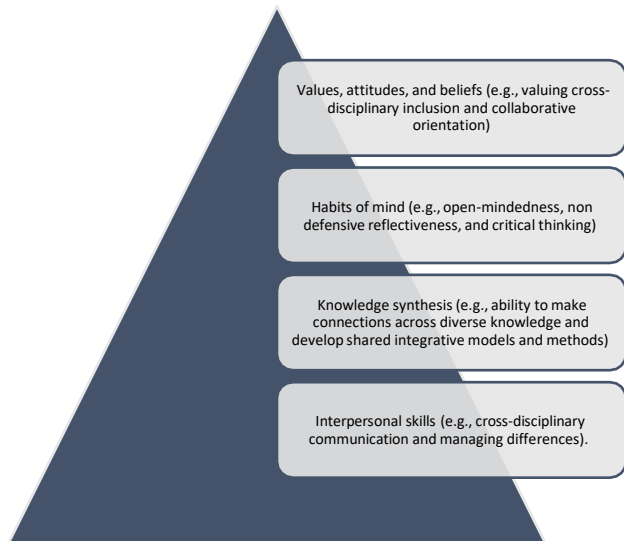 Values, attitudes, and beliefs (e.g., valuing cross-
disciplinary inclusion and collaborative
orientation)
Habits of mind (e.g., open-mindedness, non
defensive reflectiveness, and critical thinking)
Knowledge synthesis (e.g., ability to make
connections across diverse knowledge and
develop shared integrative models and methods)
Interpersonal skills (e.g., cross-disciplinary
communication and managing differences).